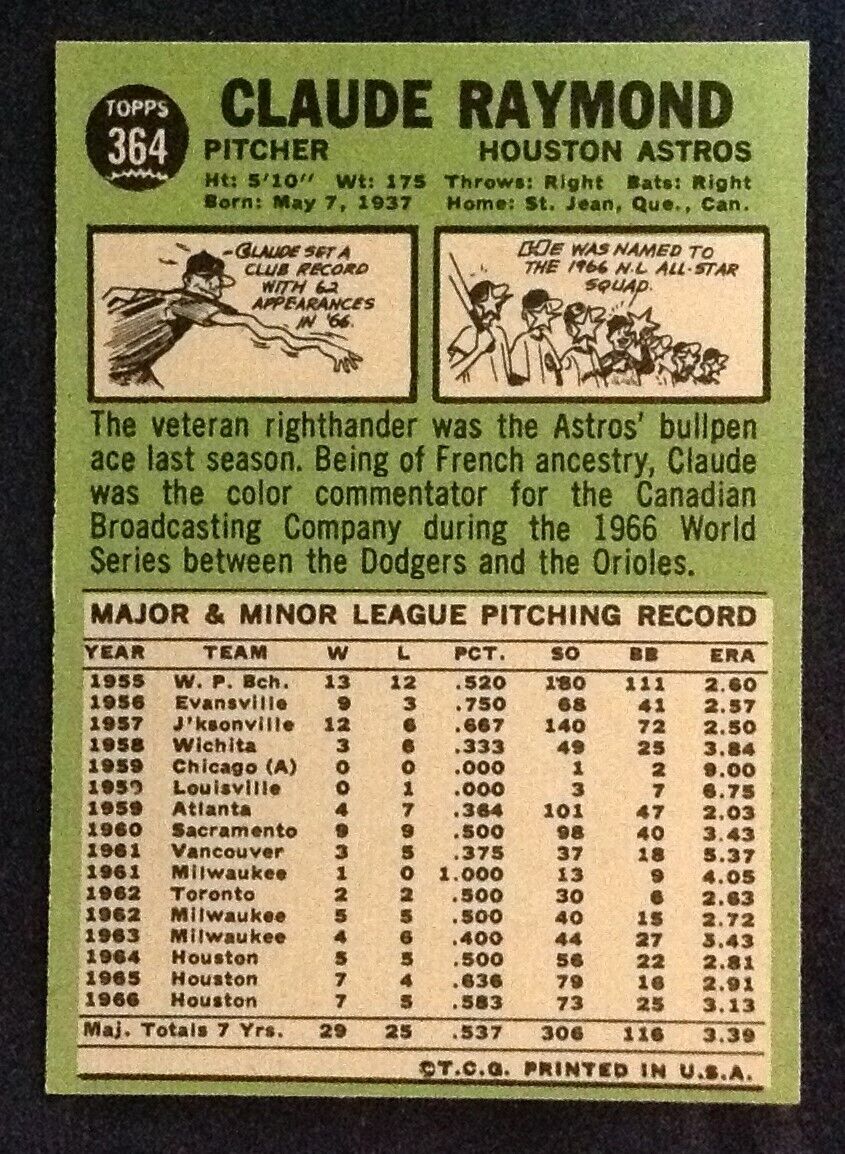 TOPPS
364
CLAUDE RAYMOND
PITCHER HOUSTON ASTROS
Ht: 5'10" Wt: 175 Throws: Right Bats: Right
Born: May 7, 1937 Home: St. Jean, Que., Can.
CLAUDE SET A
CLUB RECORD
WITH 62
APPEARANCES
IN '66.
HE WAS NAMED TO
THE 1966 N.L ALL-STAR
SQUAD.
The veteran righthander was the Astros' bullpen
ace last season. Being of French ancestry, Claude
was the color commentator for the Canadian
Broadcasting Company during the 1966 World
Series between the Dodgers and the Orioles.
MAJOR & MINOR LEAGUE PITCHING RECORD
YEAR TEAM W L PCT. SO BB ERA
1955 W. P. Bch. 13 12 .520 180 111 2.60
1956 Evansville 9 3 .750 68 41 2.57
1957 J'ksonville 12 6 .667 140 72 2.50
1958 Wichita 3 6 .333 49 25 3.84
1959 Chicago (A) 0 0 .000 1 2 9.00
1959 Louisville 0 1 .000 3 7 6.75
1959 Atlanta 4 7 .364 101 47 2.03
1960 Sacramento 9 9 .500 98 40 3.43
1961 Vancouver 3 5 .375 37 18 5.37
1961 Milwaukee 1 0 1.000 13 9 4.05
1962 Toronto 2 2 .500 30 6 2.63
1962 Milwaukee 5 5 .500 40 15 2.72
1963 Milwaukee 4 6 .400 44 27 5.43
1964 Houston 5 5 .500 56 22 2.81
1965 Houston 7 4 .636 79 16 2.91
1966 Houston 7 5 .583 73 25 3.13
Maj. Totals 7 Yrs. 29 25 .537 306 116 3.39
©T.C.G. PRINTED IN U.S.A.